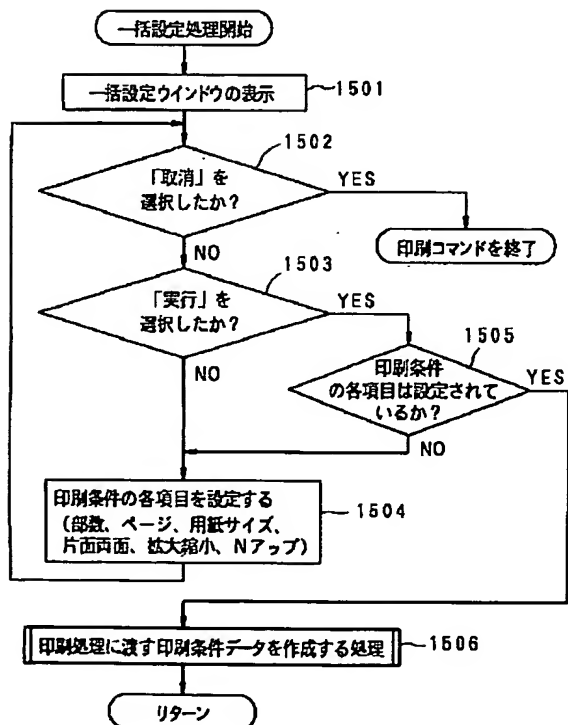 一括設定処理開始
一括設定ウインドウの表示
1501
1502
「取消」を
選択したか?
YES
印刷コマンドを終了
NO
1503
「実行」を
選択したか?
YES
1505
印刷条件
の各項目は設定されて
いるか?
YES
NO
NO
印刷条件の各項目を設定する
(部数、ページ、用紙サイズ、
片面両面、拡大縮小、Nアップ)
1504
印刷処理に渡す印刷条件データを作成する処理
1506
リターン